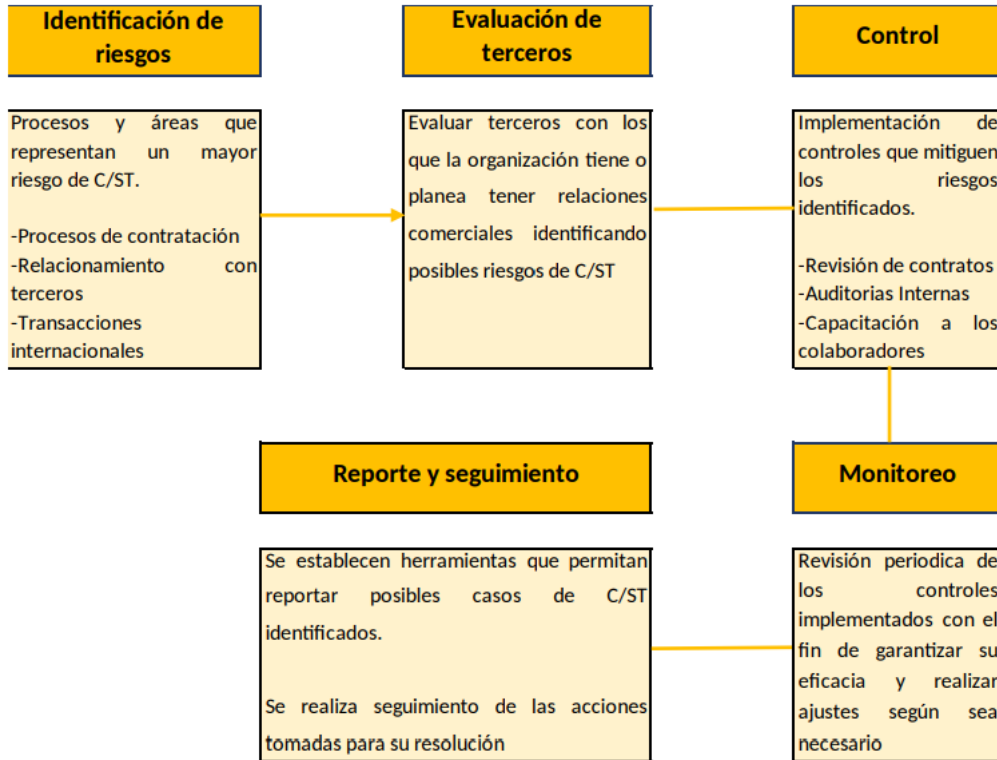 Identificación de
riesgos
Procesos y áreas que
representan un mayor
riesgo de C/ST.
-Procesos de contratación
-Relacionamiento con
terceros
-Transacciones
internacionales
Evaluación de
terceros
Evaluar terceros con los
que la organización tiene o
planea tener relaciones
comerciales identificando
posibles riesgos de C/ST
Control
Implementación de
controles que mitiguen
los riesgos
identificados.
-Revisión de contratos
-Auditorias Internas
-Capacitación a los
colaboradores
Monitoreo
Revisión periodica de
los controles
implementados con el
fin de garantizar su
eficacia y realizar
ajustes según sea
necesario
Reporte y seguimiento
Se establecen herramientas que permitan
reportar posibles casos de C/ST
identificados.
Se realiza seguimiento de las acciones
tomadas para su resolución